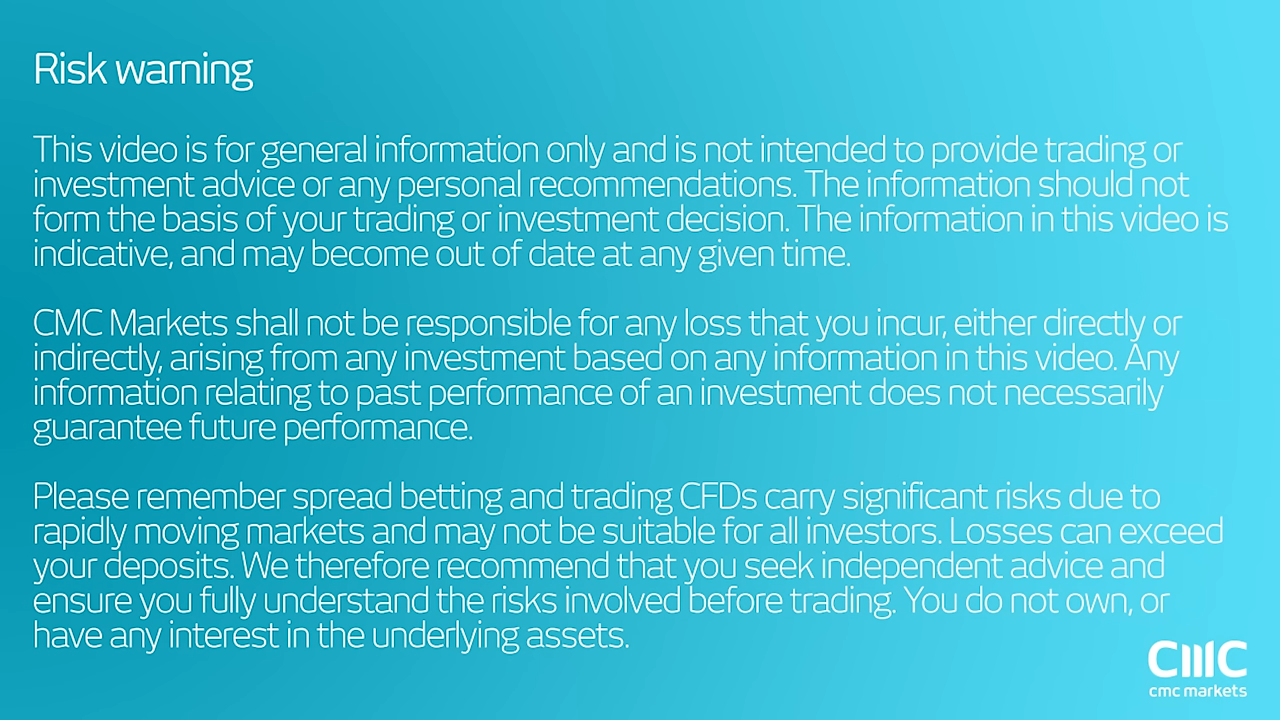 Risk warning
This video is for general information only and is not intended to provide trading or
investment advice or any personal recommendations. The information should not
form the basis of your trading or investment decision. The information in this video is
indicative, and may become out of date at any given time.
CMC Markets shall not be responsible for any loss that you incur, either directly or
indirectly, arising from any investment based on any information in this video. Any
information relating to past performance of an investment does not necessarily
guarantee future performance.
Please remember spread betting and trading CFDs carry significant risks due to
rapidly moving markets and may not be suitable for all investors. Losses can exceed
your deposits. We therefore recommend that you seek independent advice and
ensure you fully understand the risks involved before trading. You do not own, or
have any interest in the underlying assets.
CMC
cmc markets